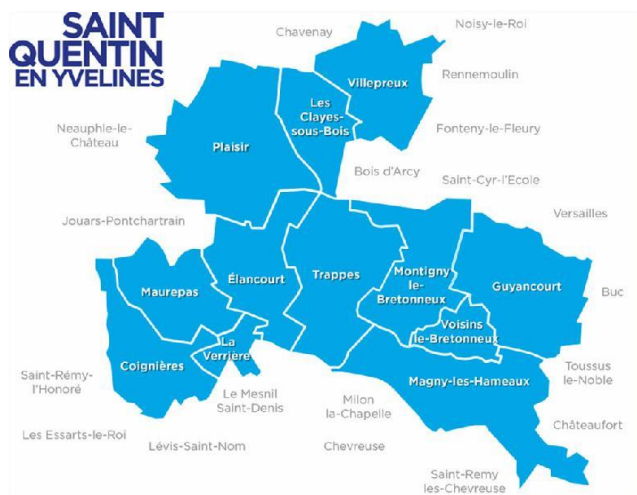 SAINT
QUENTIN
EN YVELINES
Chavenay
Noisy-le-Roi
Villepreux
Rennemoulin
Les
Clayes-
sous-Bois
Neauphle-le-
Château
Plaisir
Fonteny-le-Fleury
Bois d'Arcy
Saint-Cyr-l'Ecole
Jouars-Pontchartrain
Versailles
Maurepas
Élancourt
Trappes
Montigny
le-
Bretonneux
Guyancourt
Buc
Voisins
le-Bretonneux
La
Verrière
Coignières
Saint-Rémy-
l'Honoré
Magny-les-Hameaux
Toussus
le-Noble
Le Mesnil
Saint-Denis
Milon
la-Chapelle
Châteaufort
Les Essarts-le-Roi
Lévis-Saint-Nom
Chevreuse
Saint-Remy
les-Chevreuse